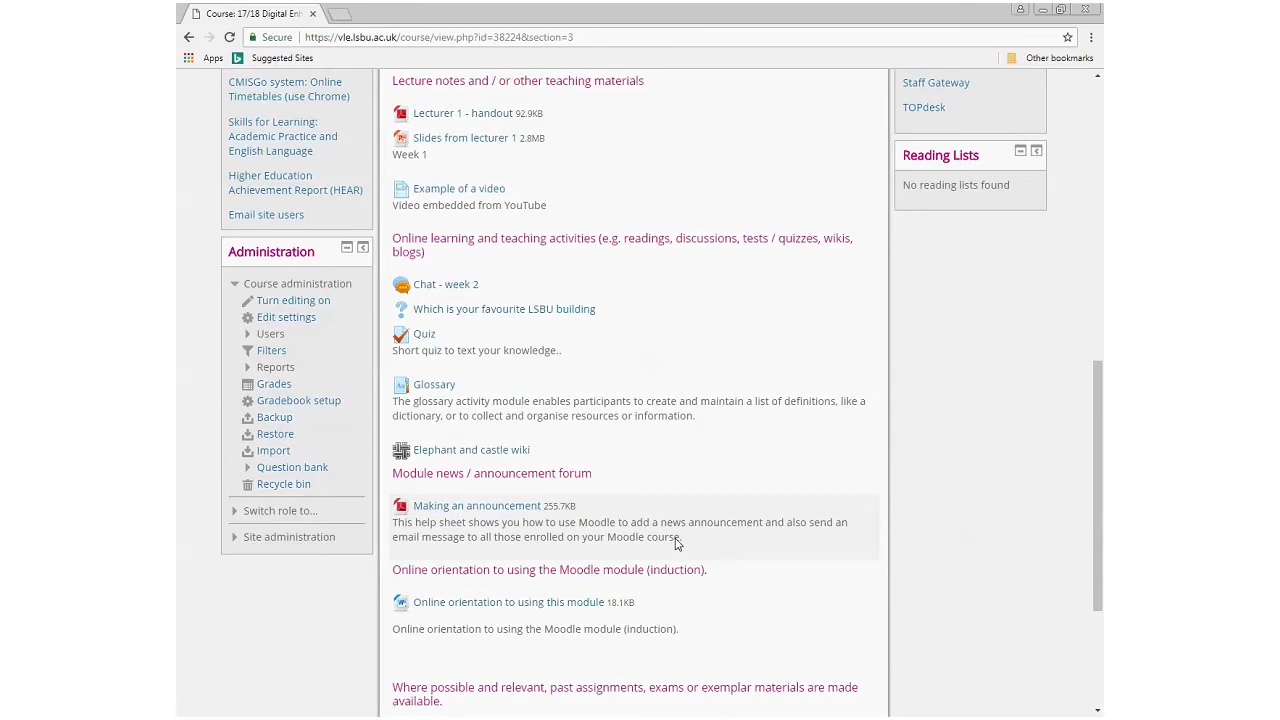 Course: 17/18 Digital Enh
Secure
https://vle.lsbu.ac.uk/course/view.php?id=38224&section=3
Apps
Suggested Sites
Other bookmarks
CMISGo system: Online
Timetables (use Chrome)
Skills for Learning:
Academic Practice and
English Language
Higher Education
Achievement Report (HEAR)
Email site users
Administration
Course administration
Turn editing on
Edit settings
Users
Filters
Reports
Grades
Gradebook setup
Backup
Restore
Import
Question bank
Recycle bin
Switch role to...
Site administration
Lecture notes and / or other teaching materials
Lecturer 1 - handout 92.9KB
Slides from lecturer 1 2.8MB
Week 1
Example of a video
Video embedded from YouTube
Online learning and teaching activities (e.g. readings, discussions, tests / quizzes, wikis,
blogs)
Chat - week 2
Which is your favourite LSBU building
Quiz
Short quiz to text your knowledge..
Glossary
The glossary activity module enables participants to create and maintain a list of definitions, like a
dictionary, or to collect and organise resources or information.
Elephant and castle wiki
Module news / announcement forum
Making an announcement 255.7KB
This help sheet shows you how to use Moodle to add a news announcement and also send an
email message to all those enrolled on your Moodle course.
Online orientation to using the Moodle module (induction).
Online orientation to using this module 18.1KB
Online orientation to using the Moodle module (induction).
Where possible and relevant, past assignments, exams or exemplar materials are made
available.
Staff Gateway
TOPdesk
Reading Lists
No reading lists found